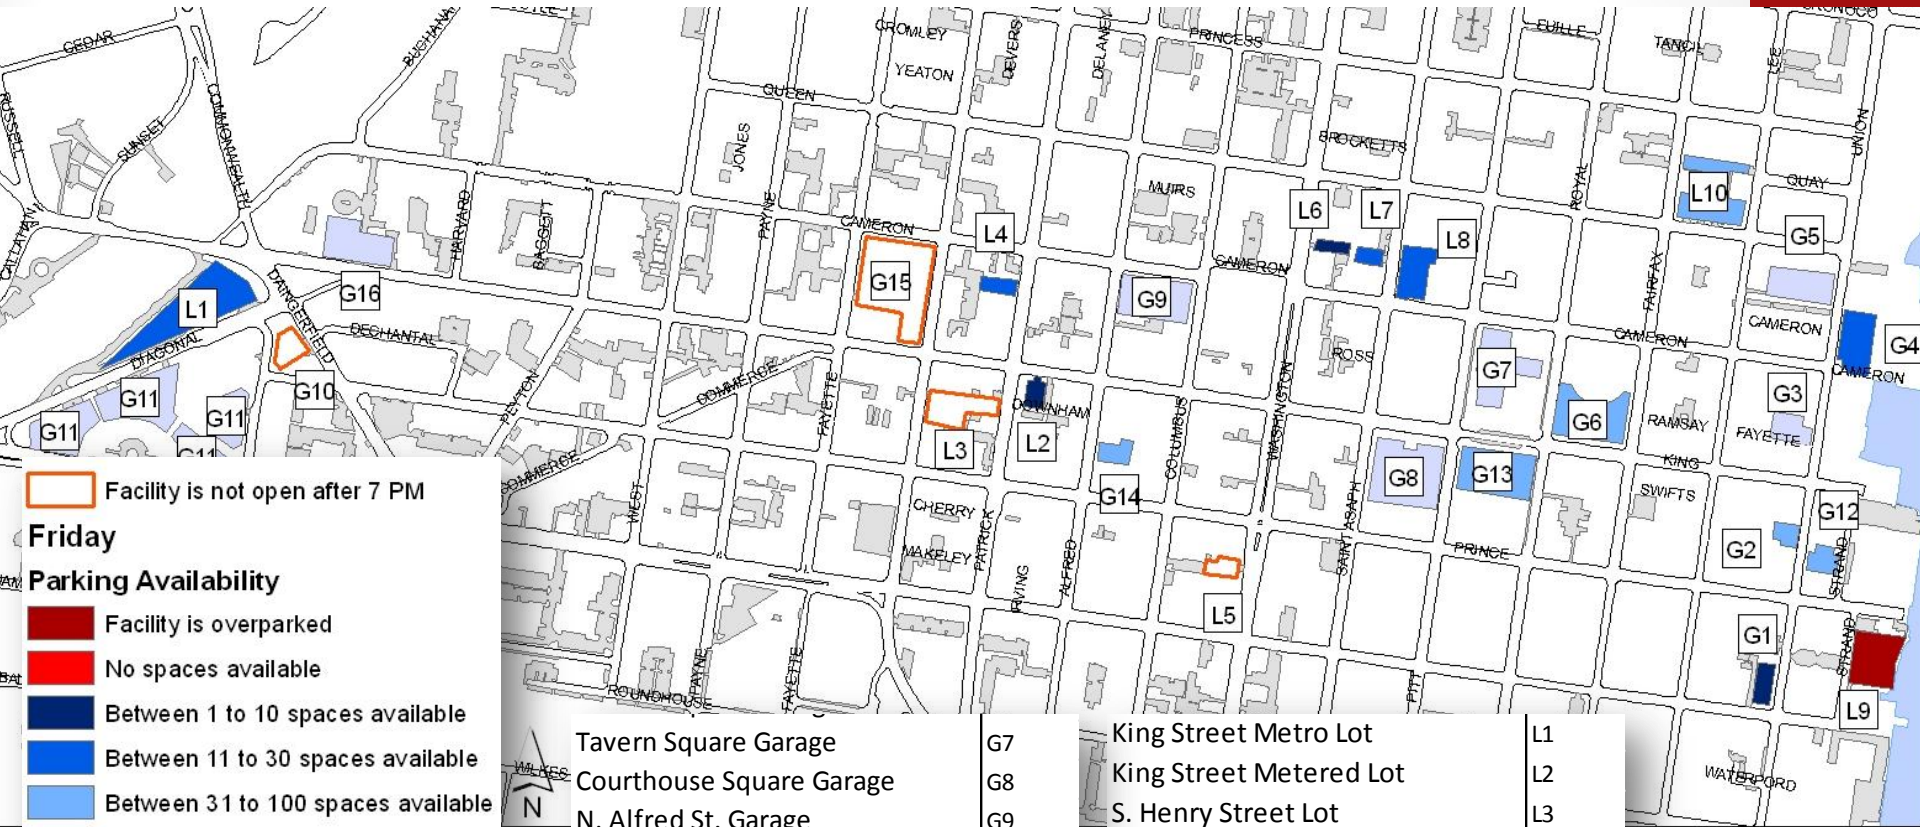 ORONOCO
CEDAR
BUCHANA
CROMLEY
DEVERS
DELANEY
PRINCESS
EUILLE
TANCIL
LEE
YEATON
QUEEN
RUSSELL
SUNSET
COMMONWEALTH
JONES
BROCKETTS
UNION
ROYAL
MUIRS
QUAY
L10
CALLAHAN
HARVARD
BAGGETT
PAYNE
CAMERON
L4
L6
L7
L8
G5
CAMERON
FAIRFAX
G15
G9
L1
G16
DAINGERFIELD
DECHANTAL
DIAGONAL
CAMERON
CAMERON
G4
ROSS
G7
CAMERON
G10
G11
G11
G11
G11
PEYTON
COMMERCE
FAYETTE
DOWNHAM
L2
L3
COLUMBUS
WASHINGTON
G6
RAMSAY
G3
FAYETTE
KING
COMMERCE
WEST
G14
G8
G13
SWIFTS
G12
CHERRY
PATRICK
MAKELEY
IRVING
ALFRED
SAINT ASAPH
PRINCE
G2
STRAND
L5
G1
STRAND
L9
PAYNE
FAYETTE
ROUNDHOUSE
PITT
WILKES
WATERFORD
N
Facility is not open after 7 PM
Friday
Parking Availability
Facility is overparked
No spaces available
Between 1 to 10 spaces available
Between 11 to 30 spaces available
Between 31 to 100 spaces available
Tavern Square Garage G7
Courthouse Square Garage G8
N. Alfred St. Garage G9
King Street Metro Lot L1
King Street Metered Lot L2
S. Henry Street Lot L3